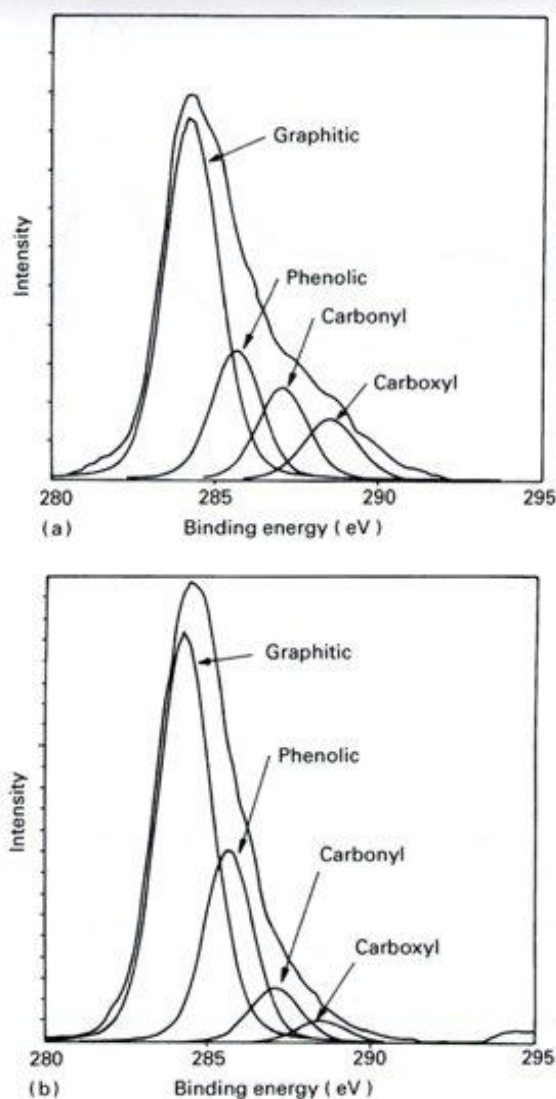 Intensity
Graphitic
Phenolic
Carbonyl
Carboxyl
280 285 290 295
(a) Binding energy ( eV )
Intensity
Graphitic
Phenolic
Carbonyl
Carboxyl
280 285 290 295
(b) Binding energy ( eV )